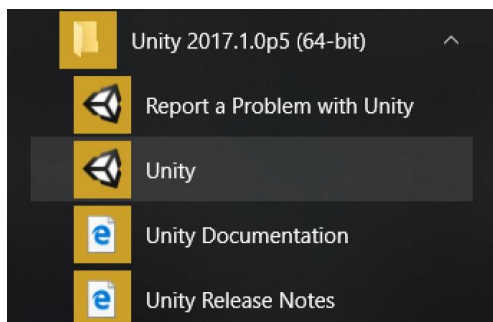 Unity 2017.1.0p5 (64-bit)
Report a Problem with Unity
Unity
Unity Documentation
Unity Release Notes